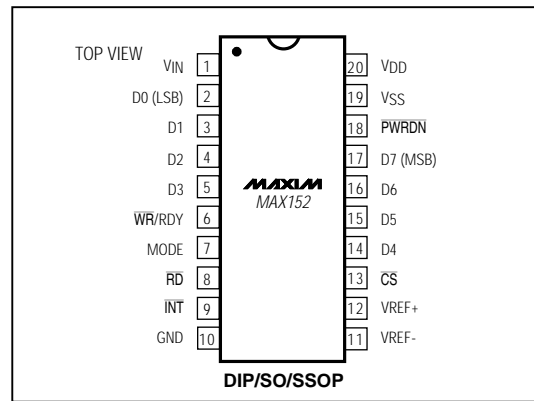 TOP VIEW
VIN 1 20 VDD
D0 (LSB) 2 19 VSS
D1 3 18 PWRDN
D2 4 17 D7 (MSB)
D3 5 16 D6
MAXIM
MAX152
WR/RDY 6 15 D5
MODE 7 14 D4
RD 8 13 CS
INT 9 12 VREF+
GND 10 11 VREF-
DIP/SO/SSOP